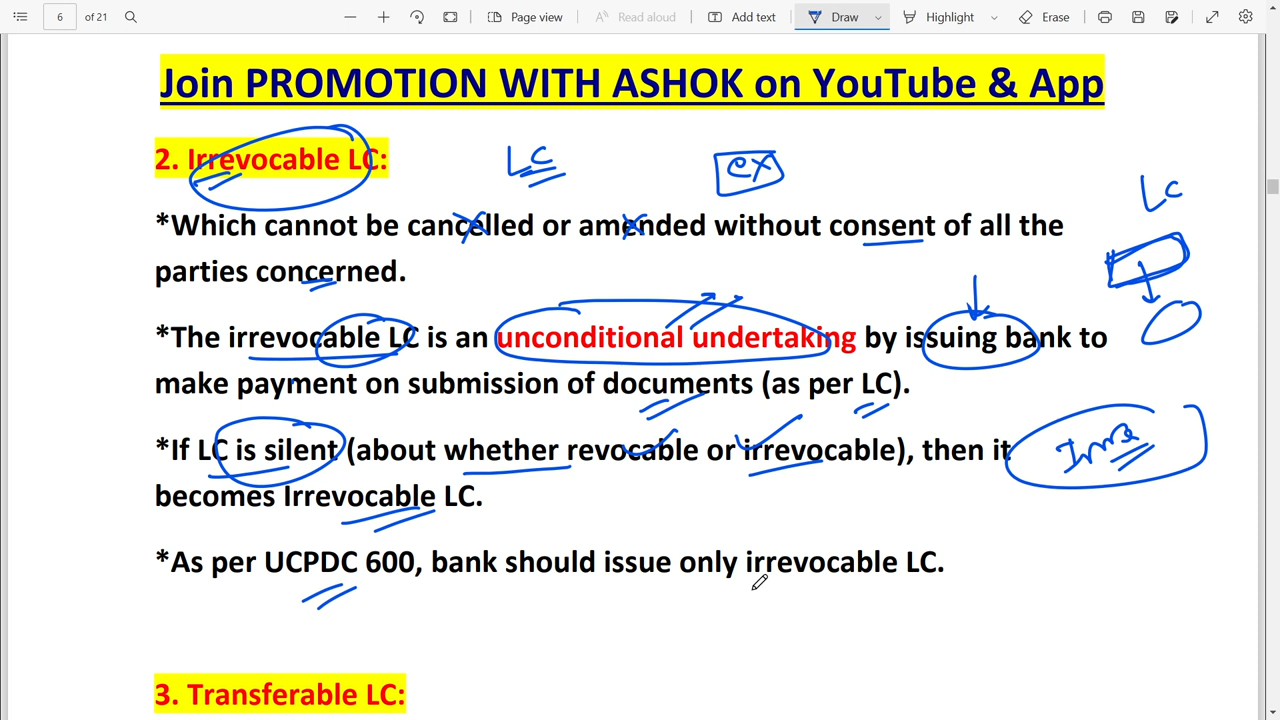 6 of 21 Page view Read aloud Add text Draw Highlight Erase
Join PROMOTION WITH ASHOK on YouTube & App
2. Irrevocable LC:
LC
ex
LC
*Which cannot be cancelled or amended without consent of all the
parties concerned.
*The irrevocable LC is an unconditional undertaking by issuing bank to
make payment on submission of documents (as per LC).
*If LC is silent (about whether revocable or irrevocable), then it
Irre
becomes Irrevocable LC.
*As per UCPDC 600, bank should issue only irrevocable LC.
3. Transferable LC: